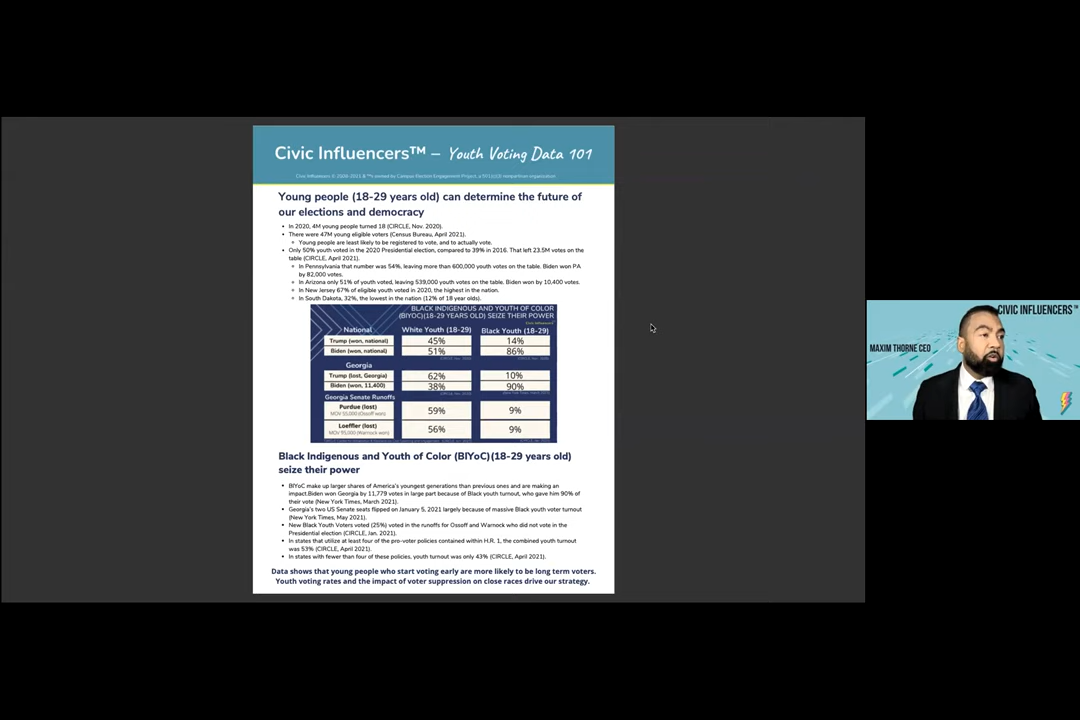 Civic Influencers™ – Youth Voting Data 101
Young people (18-29 years old) can determine the future of
our elections and democracy
• In 2020, 4M young people turned 18 (CIRCLE, Nov. 2020).
• There were 47M young eligible voters (Census Bureau, April 2021).
Young people are least likely to be registered to vote, and to actually vote.
• Only 50% youth voted in the 2020 Presidential election, compared to 39% in 2016. That left 23.5M votes on the
table (CIRCLE, April 2021).
In Pennsylvania that number was 54%, leaving more than 600,000 youth votes on the table. Biden won PA
by 82,000 votes.
In Arizona only 51% of youth voted, leaving 539,000 youth votes on the table. Biden won by 10,400 votes.
In New Jersey 67% of eligible youth voted in 2020, the highest in the nation.
In South Dakota, 32%, the lowest in the nation (12% of 18 year olds).
BLACK INDIGENOUS AND YOUTH OF COLOR
(BIYOC)(18-29 YEARS OLD) SEIZE THEIR POWER
National White Youth (18-29) Black Youth (18-29)
Trump (won, national) 45% 14%
Biden (won, national) 51% 86%
Georgia
Trump (lost, Georgia) 62% 10%
Biden (won, 11,400) 38% 90%
Georgia Senate Runoffs
Purdue (lost) 59% 9%
MOV 55,000 (Ossoff won)
Loeffler (lost) 56% 9%
MOV 95,000 (Warnock won)
Black Indigenous and Youth of Color (BIYoC)(18-29 years old)
seize their power
• BIYoC make up larger shares of America's youngest generations than previous ones and are making an
impact.Biden won Georgia by 11,779 votes in large part because of Black youth turnout, who gave him 90% of
their vote (New York Times, March 2021).
• Georgia's two US Senate seats flipped on January 5, 2021 largely because of massive Black youth voter turnout
(New York Times, May 2021).
• New Black Youth Voters voted (25%) voted in the runoffs for Ossoff and Warnock who did not vote in the
Presidential election (CIRCLE, Jan. 2021).
• In states that utilize at least four of the pro-voter policies contained within H.R. 1, the combined youth turnout
was 53% (CIRCLE, April 2021).
• In states with fewer than four of these policies, youth turnout was only 43% (CIRCLE, April 2021).
Data shows that young people who start voting early are more likely to be long term voters.
Youth voting rates and the impact of voter suppression on close races drive our strategy.
CIVIC INFLUENCERS™
MAXIM THORNE CEO